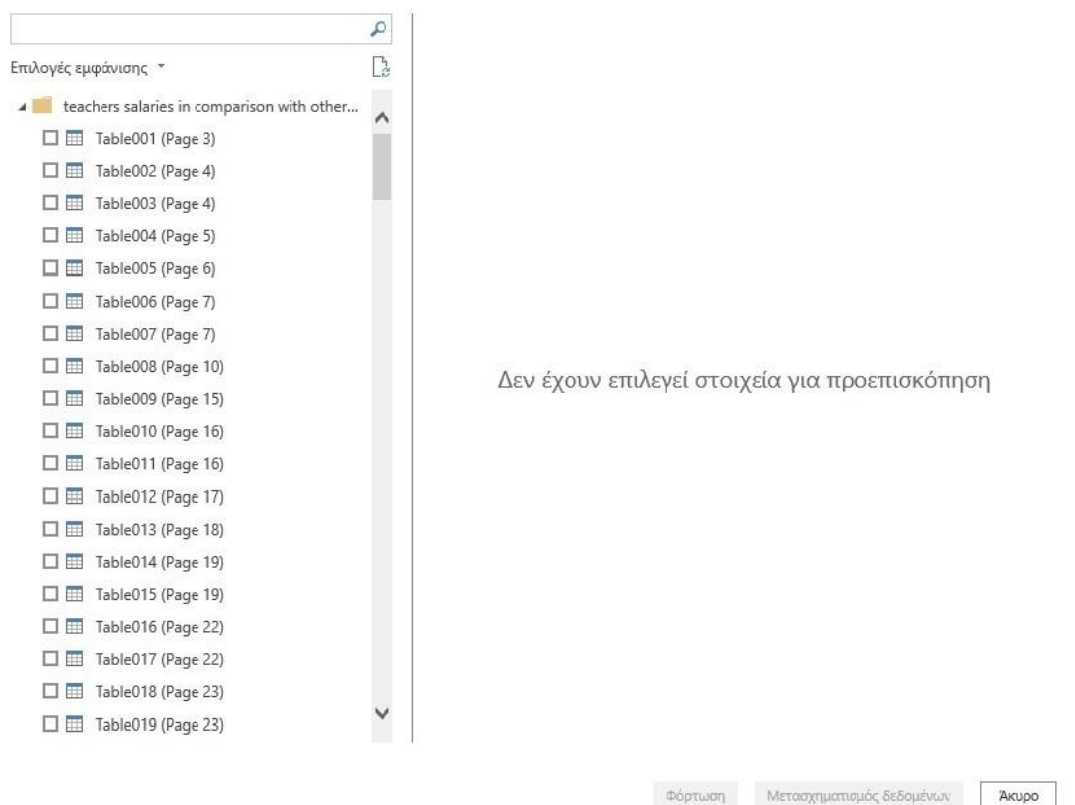 Επιλογές εμφάνισης
teachers salaries in comparison with other...
Table001 (Page 3)
Table002 (Page 4)
Table003 (Page 4)
Table004 (Page 5)
Table005 (Page 6)
Table006 (Page 7)
Table007 (Page 7)
Table008 (Page 10)
Table009 (Page 15)
Table010 (Page 16)
Table011 (Page 16)
Table012 (Page 17)
Table013 (Page 18)
Table014 (Page 19)
Table015 (Page 19)
Table016 (Page 22)
Table017 (Page 22)
Table018 (Page 23)
Table019 (Page 23)
Δεν έχουν επιλεγεί στοιχεία για προεπισκόπηση
Φόρτωση Μετασχηματισμός δεδομένων Άκυρο